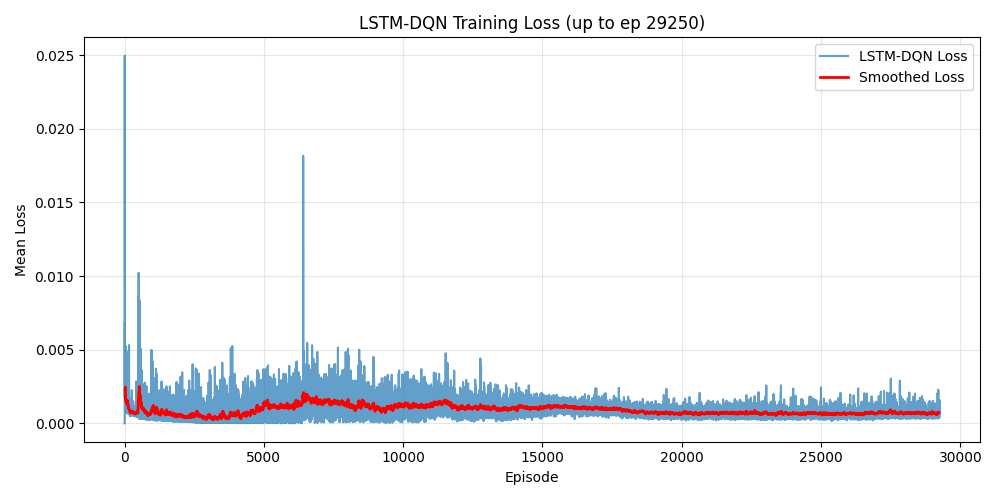 LSTM-DQN Training Loss (up to ep 29250)
LSTM-DQN Loss
Smoothed Loss
Mean Loss
0.025
0.020
0.015
0.010
0.005
0.000
0 5000 10000 15000 20000 25000 30000
Episode